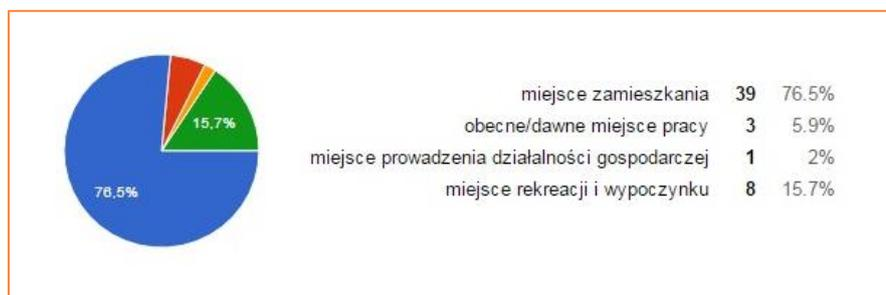 miejsce zamieszkania 39 76.5%
obecne/dawne miejsce pracy 3 5.9%
miejsce prowadzenia działalności gospodarczej 1 2%
miejsce rekreacji i wypoczynku 8 15.7%
15,7%
76,5%